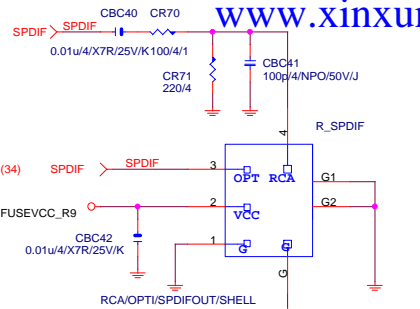 www.xinxun
CBC40 CR70
SPDIF
0.01u/4/X7R/25V/K 100/4/1
CR71
220/4
CBC41
100p/4/NPO/50V/J
4
R_SPDIF
(34) SPDIF SPDIF 3
OPT RCA
G1
FUSEVCC_R9 2
VCC
G2
CBC42
0.01u/4/X7R/25V/K
1
G G
G
RCA/OPTI/SPDIFOUT/SHELL